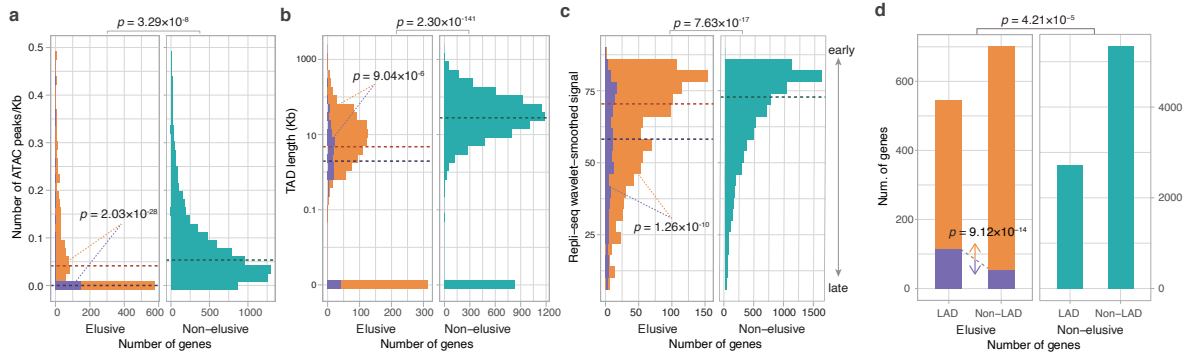 a
p = 3.29×10-8
Number of ATAC peaks/Kb
0.5
0.4
0.3
0.2
0.1
0.0
p = 2.03×10-28
0 200 400 600
0 500 1000
Elusive
Non−elusive
Number of genes
b
p = 2.30×10-141
TAD length (Kb)
1000
10
0.1
0
p = 9.04×10-6
0 100 200 300
0 300 600 900 1200
Elusive
Non−elusive
Number of genes
c
p = 7.63×10-17
Repli−seq wavelet−smoothed signal
75
50
25
p = 1.26×10-10
early
late
0 50 100 150
0 500 1000 1500
Elusive
Non−elusive
Number of genes
d
p = 4.21×10-5
Num. of genes
600
400
200
0
p = 9.12×10-14
4000
2000
0
LAD Non−LAD
LAD Non−LAD
Elusive
Non−elusive
Number of genes